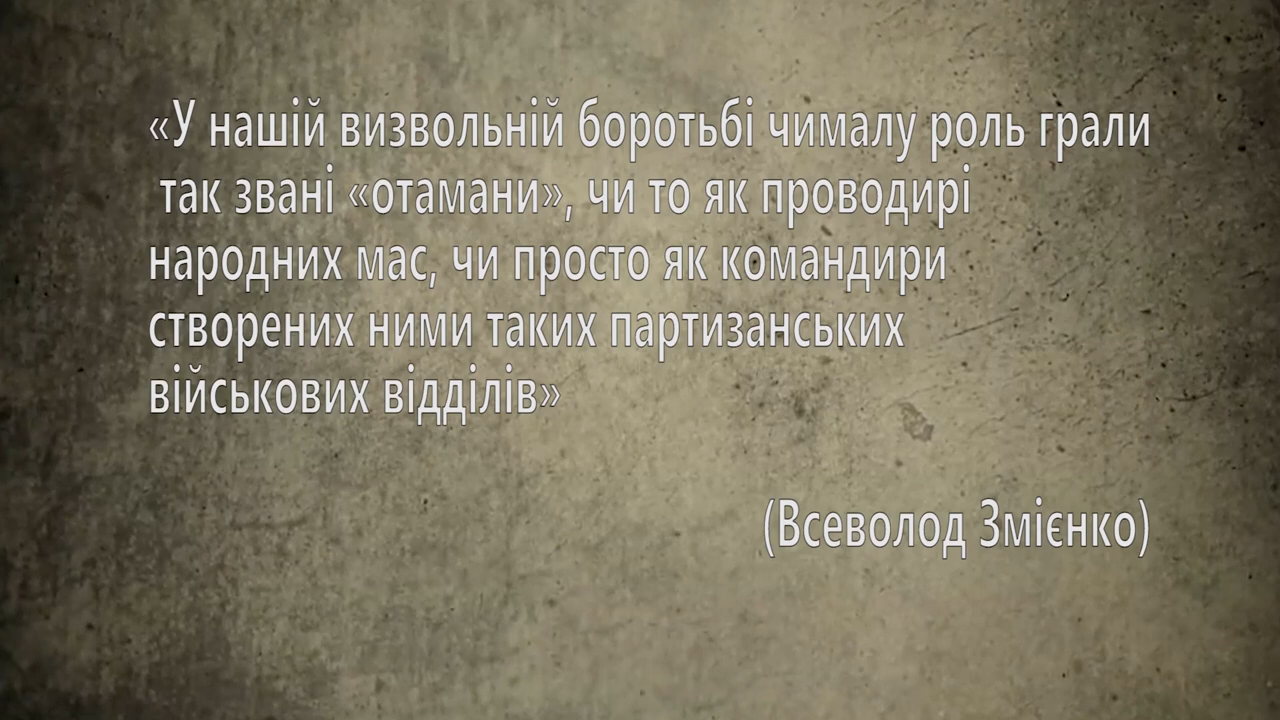 «У нашій визвольній боротьбі чималу роль грали
так звані «отамани», чи то як проводирі
народних мас, чи просто як командири
створених ними таких партизанських
військових відділів»
(Всеволод Змієнко)